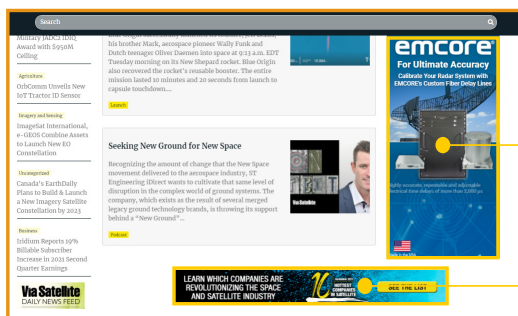 Search
Military JADC2 IDIQ
Award with $950M
Ceiling
Agriculture
OrbComm Unveils New
IoT Tractor ID Sensor
Imagery and Sensing
ImageSat International,
e-GEOS Combine Assets
to Launch New EO
Constellation
Uncategorized
Canada's EarthDaily
Plans to Build & Launch
a New Imagery Satellite
Constellation by 2023
Business
Iridium Reports 19%
Billable Subscriber
Increase in 2021 Second
Quarter Earnings
Via Satellite
DAILY NEWS FEED
his brother Mark, aerospace pioneer Wally Funk and
Dutch teenager Oliver Daemen into space at 9:13 a.m. EDT
Tuesday morning on its New Shepard rocket. Blue Origin
also recovered the rocket's reusable booster. The entire
mission lasted 10 minutes and 20 seconds from launch to
capsule touchdown....
Launch
Seeking New Ground for New Space
Recognizing the amount of change that the New Space
movement delivered to the aerospace industry, ST
Engineering iDirect wants to cultivate that same level of
disruption in the complex world of ground systems. The
company, which exists as the result of several merged
legacy ground technology brands, is throwing its support
behind a "New Ground"...
Podcast
Via Satellite
emcore
For Ultimate Accuracy
Calibrate Your Radar System with
EMCORE's Custom Fiber Delay Lines
LEARN WHICH COMPANIES ARE
REVOLUTIONIZING THE SPACE
AND SATELLITE INDUSTRY
10
HOTTEST
COMPANIES
IN SATELLITE
SEE THE LIST